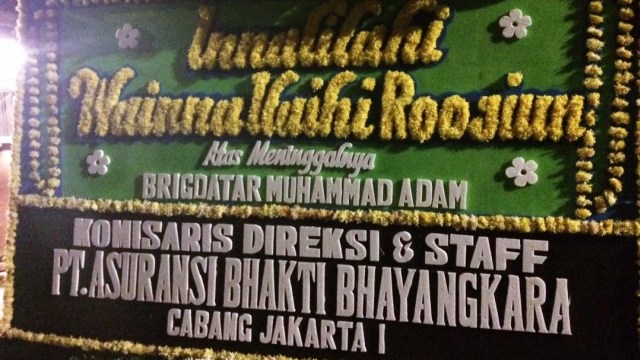 Innalillahi
Wainna Ilaihi Roojiun
Atas Meninggalnya
BRIGDATAR MUHAMMAD ADAM
KOMISARIS DIREKSI & STAFF
PT. ASURANSI BHAKTI BHAYANGKARA
CABANG JAKARTA I